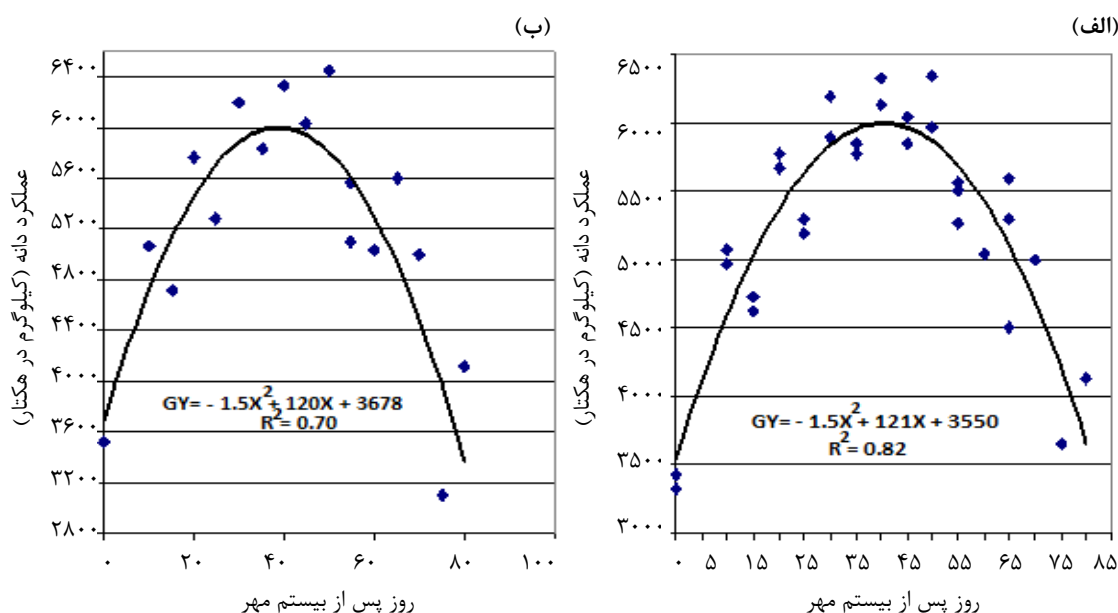 (الف)
عملکرد دانه (کیلوگرم در هکتار)
۶۵۰۰
۶۰۰۰
۵۵۰۰
۵۰۰۰
۴۵۰۰
۴۰۰۰
۳۵۰۰
۳۰۰۰
GY= - 1.5X² + 121X + 3550
R² = 0.82
۰ ۵ ۱۵ ۲۵ ۳۵ ۴۵ ۵۵ ۶۵ ۷۵ ۸۵
روز پس از بیستم مهر
(ب)
عملکرد دانه (کیلوگرم در هکتار)
۶۴۰۰
۶۰۰۰
۵۶۰۰
۵۲۰۰
۴۸۰۰
۴۴۰۰
۴۰۰۰
۳۶۰۰
۳۲۰۰
۲۸۰۰
GY= - 1.5X² + 120X + 3678
R² = 0.70
۰ ۲۰ ۴۰ ۶۰ ۸۰ ۱۰۰
روز پس از بیستم مهر